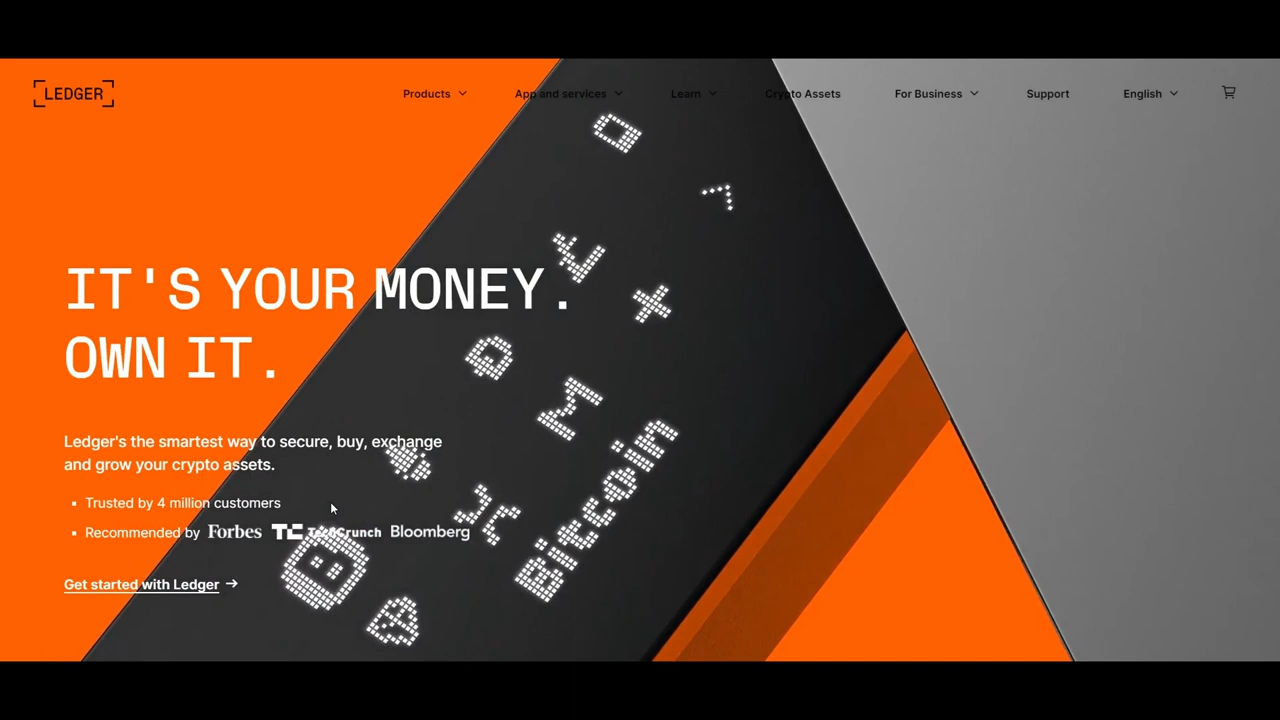 LEDGER
Products
App and services
Learn
Crypto Assets
For Business
Support
English
IT'S YOUR MONEY.
OWN IT.
Ledger's the smartest way to secure, buy, exchange
and grow your crypto assets.
Trusted by 4 million customers
Recommended by Forbes TC TechCrunch Bloomberg
Get started with Ledger →
Bitcoin